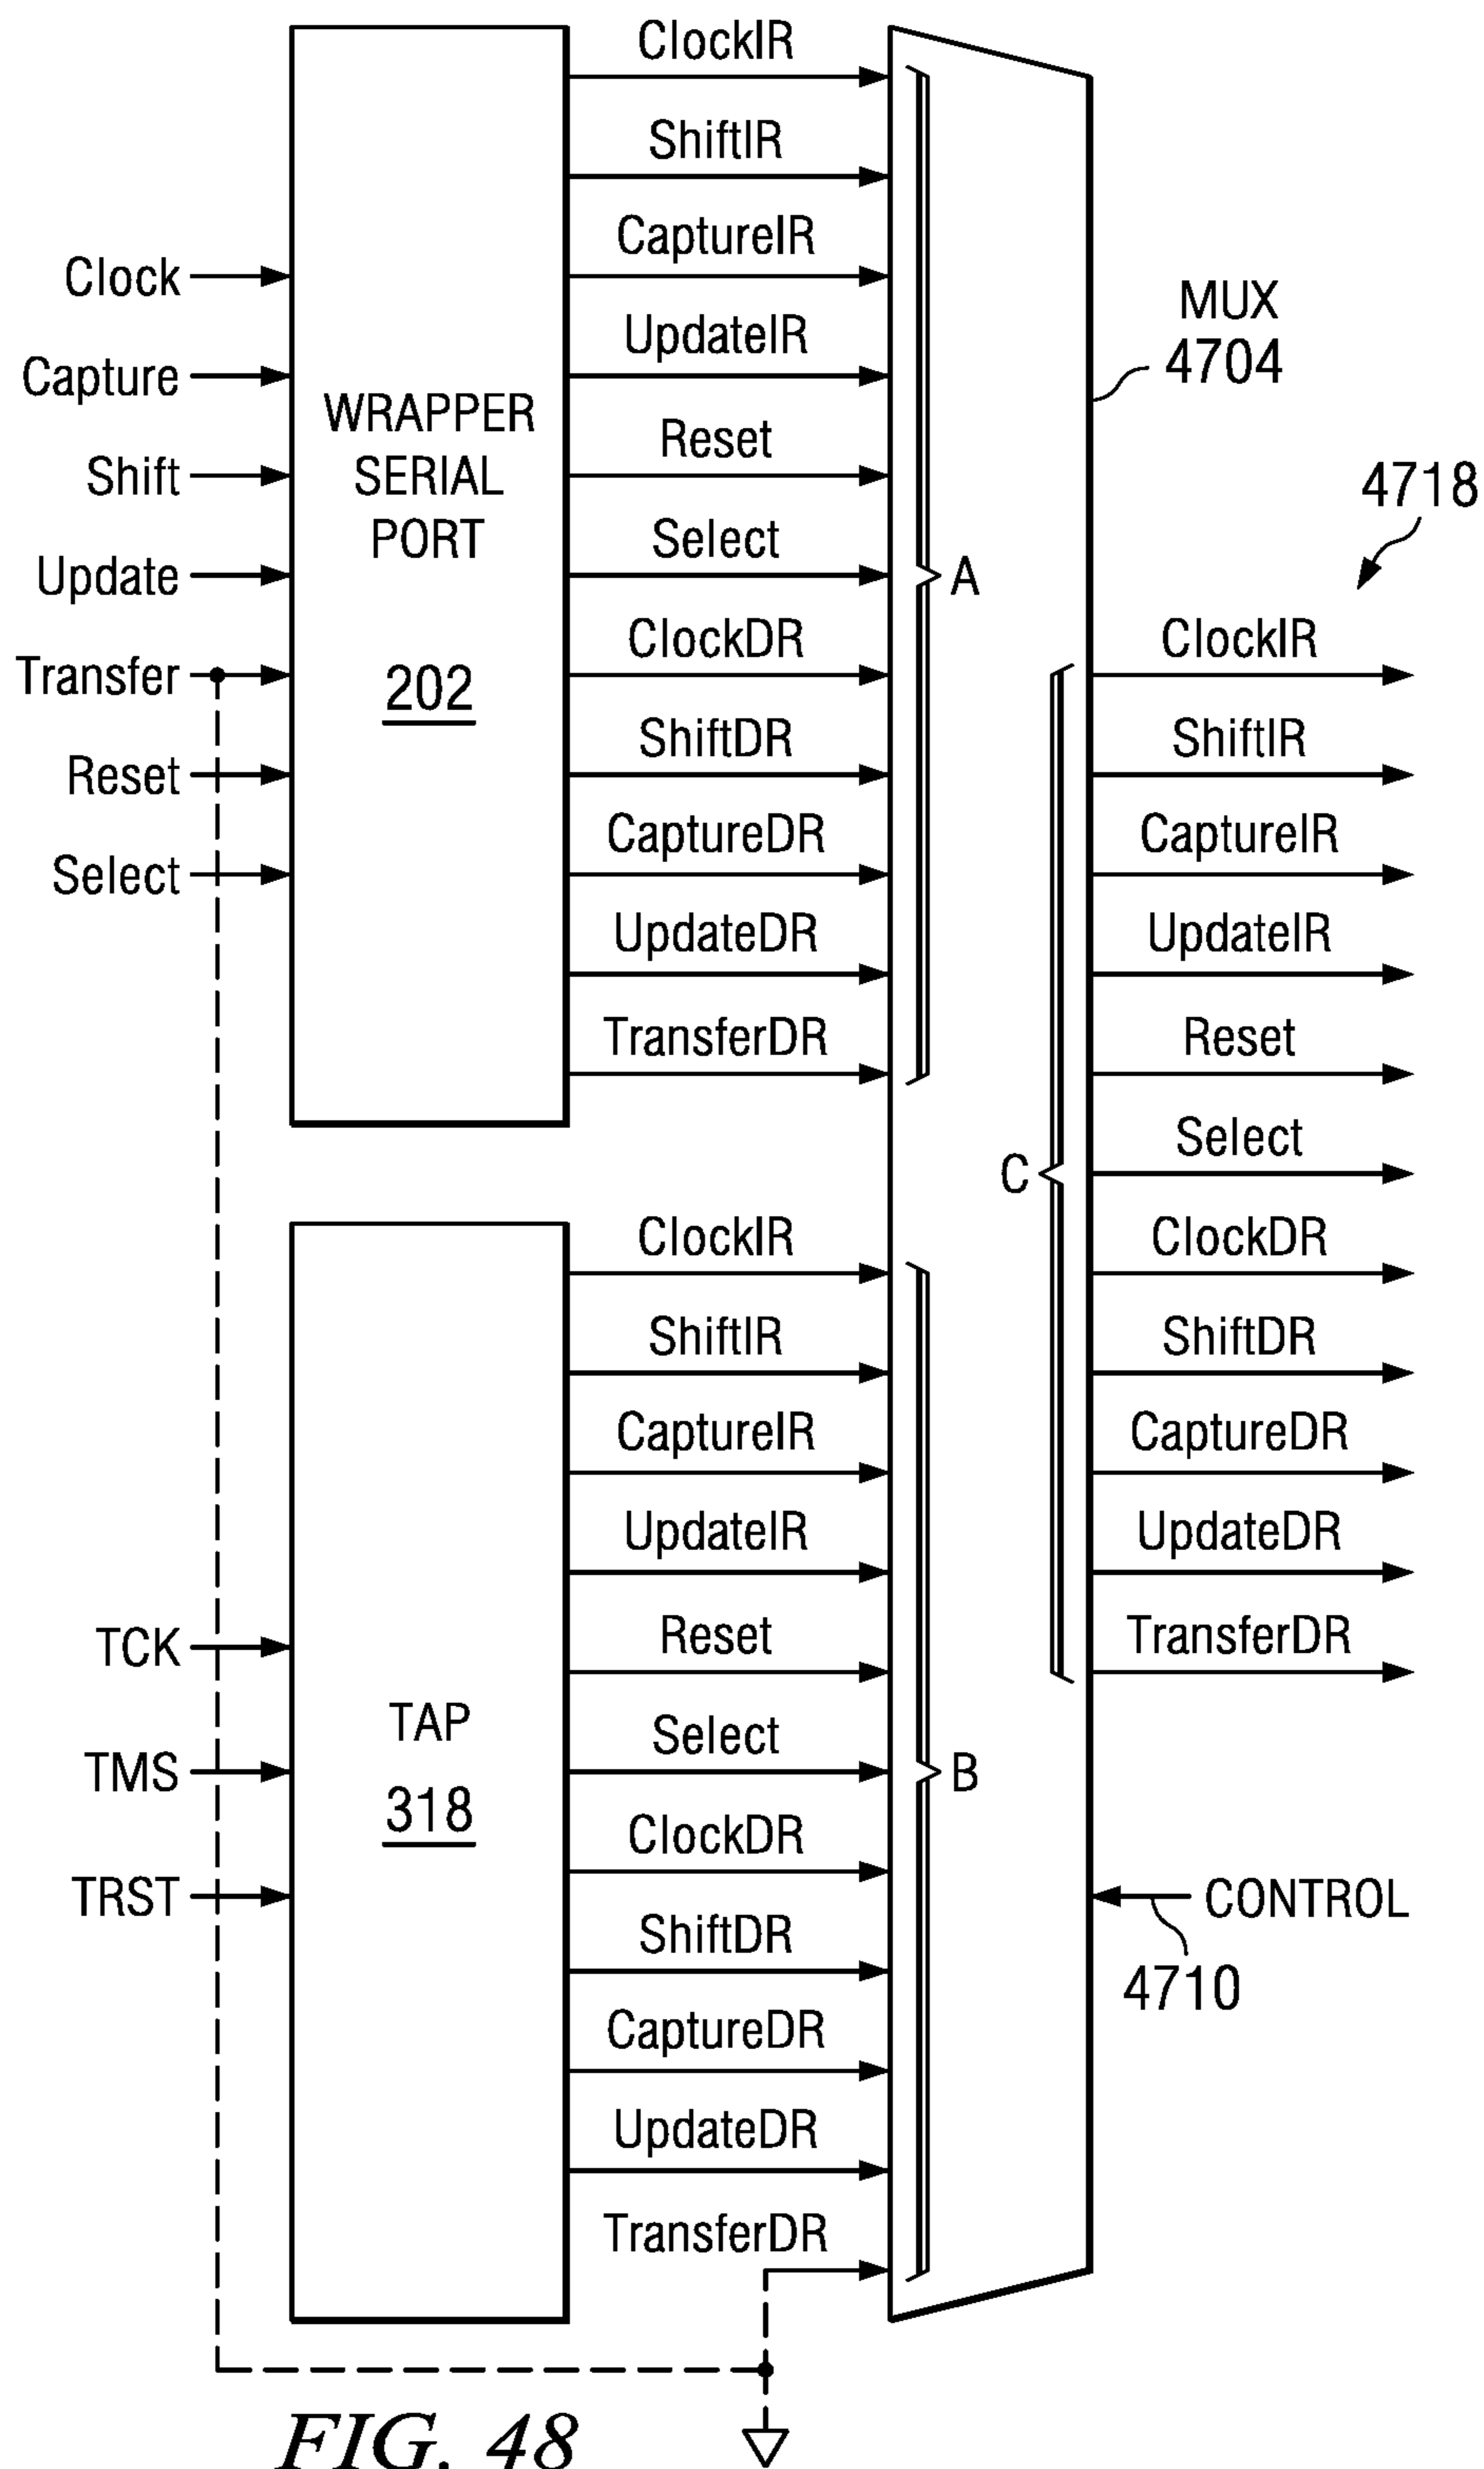 Clock
Capture
Shift
Update
Transfer
Reset
Select
WRAPPER
SERIAL
PORT
202
ClockIR
ShiftIR
CaptureIR
UpdateIR
Reset
Select
ClockDR
ShiftDR
CaptureDR
UpdateDR
TransferDR
A
TCK
TMS
TRST
TAP
318
ClockIR
ShiftIR
CaptureIR
UpdateIR
Reset
Select
ClockDR
ShiftDR
CaptureDR
UpdateDR
TransferDR
B
MUX
4704
4718
C
ClockIR
ShiftIR
CaptureIR
UpdateIR
Reset
Select
ClockDR
ShiftDR
CaptureDR
UpdateDR
TransferDR
CONTROL
4710
FIG. 48